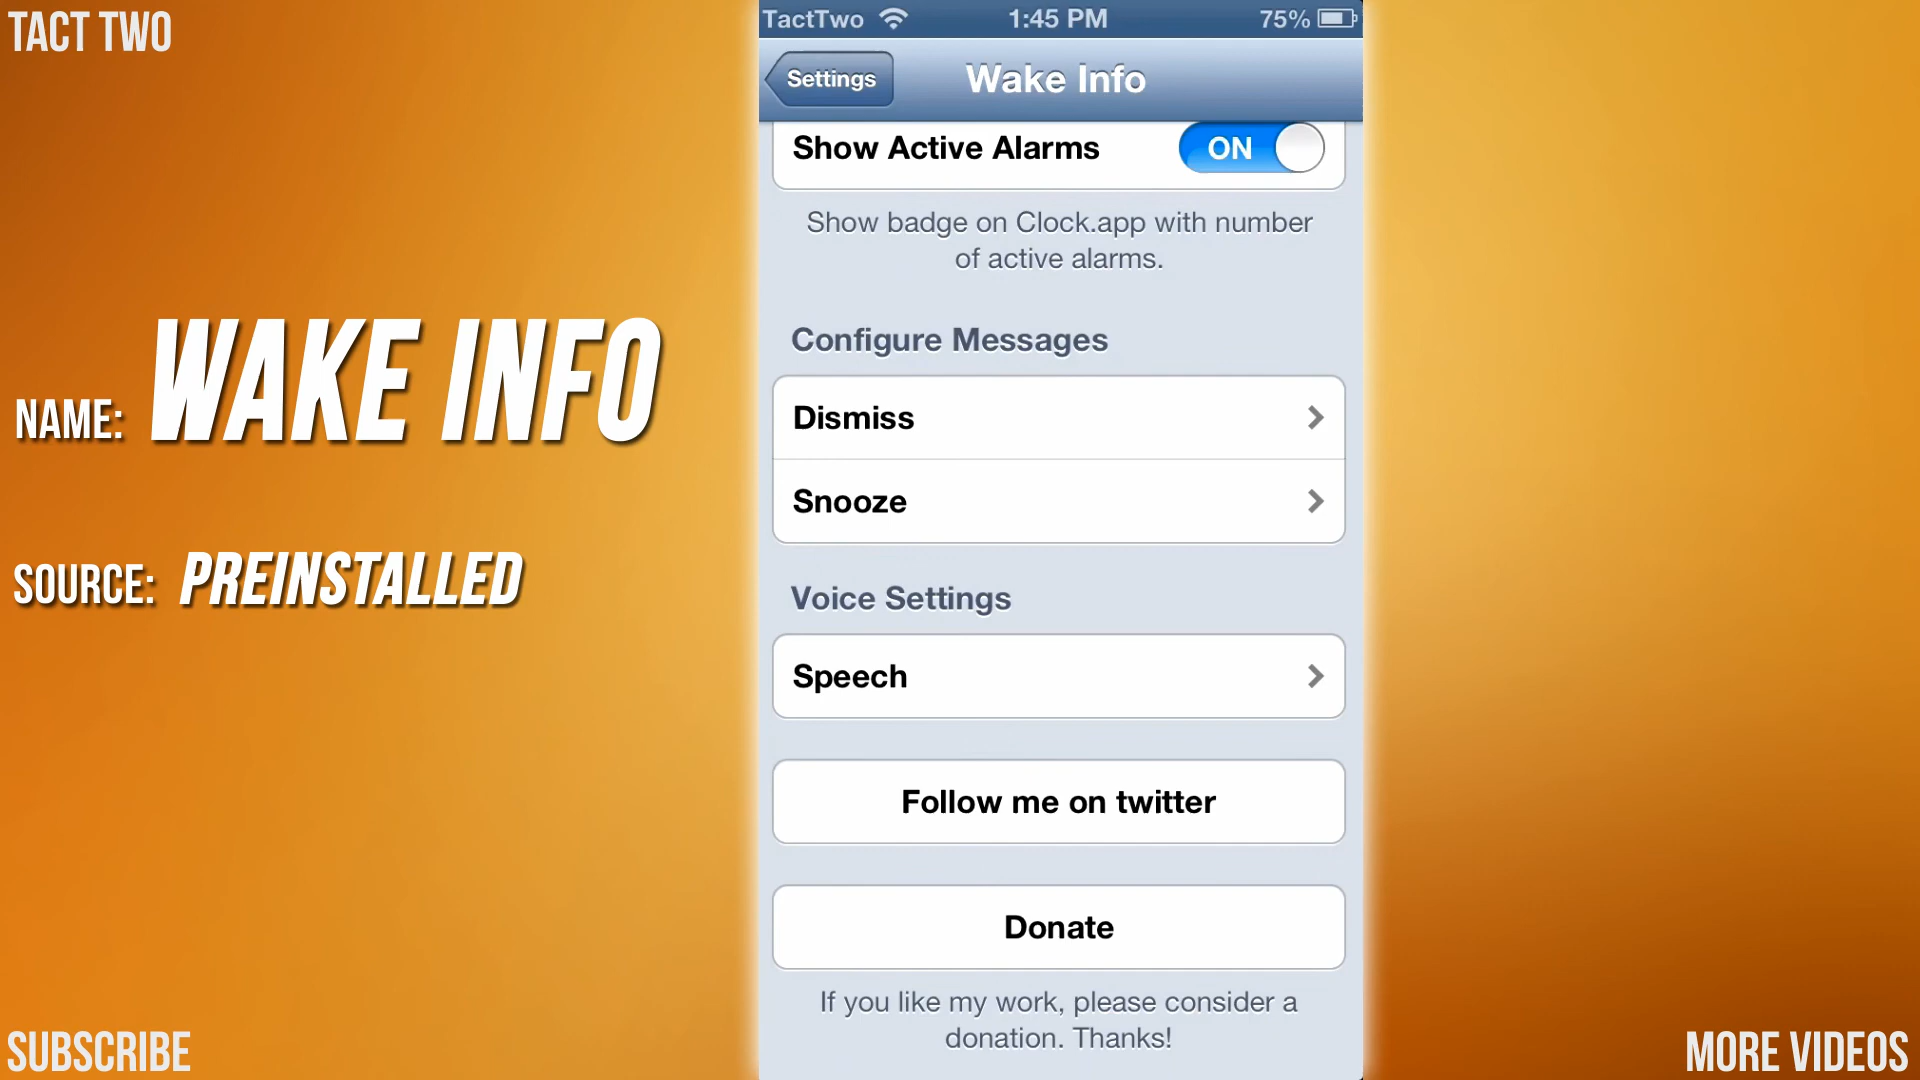 TACT TWO
TactTwo 1:45 PM 75%
Settings Wake Info
Show Active Alarms ON
Show badge on Clock.app with number
of active alarms.
Configure Messages
Dismiss
Snooze
Voice Settings
Speech
Follow me on twitter
Donate
If you like my work, please consider a
donation. Thanks!
NAME: WAKE INFO
SOURCE: PREINSTALLED
SUBSCRIBE
MORE VIDEOS